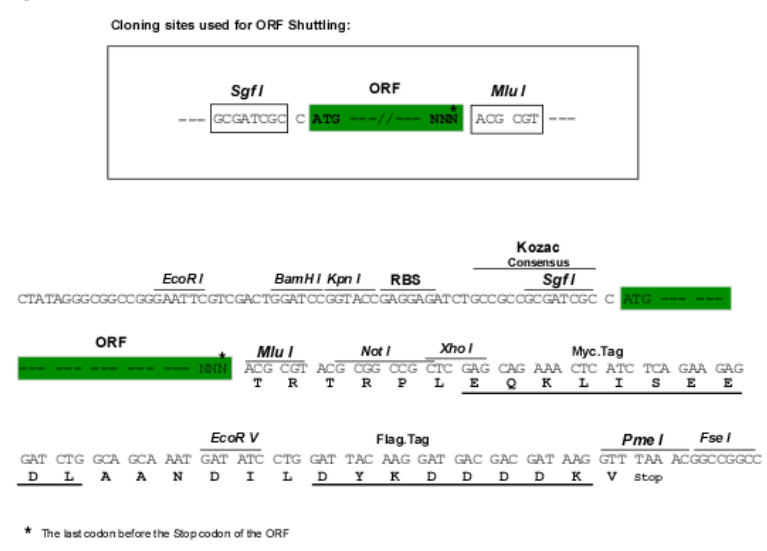 Cloning sites used for ORF Shuttling:
Sgf I ORF Mlu I
--- GCGATCGC C ATG ---//--- NNN* ACG CGT ---
Kozac
Consensus
EcoR I BamH I Kpn I RBS Sgf I
CTATAGGGCGGCCGGGAATTCGTCGACTGGATCCGGTACCGAGGAGATCTGCCGCCGCGATCGC C ATG --- ---
ORF
Mlu I Not I Xho I Myc.Tag
--- --- --- --- --- --- NNN* ACG CGT ACG CGG CCG CTC GAG CAG AAA CTC ATC TCA GAA GAG
T R T R P L E Q K L I S E E
EcoR V Flag.Tag Pme I Fse I
GAT CTG GCA GCA AAT GAT ATC CTG GAT TAC AAG GAT GAC GAC GAT AAG GTT TAA ACGGCCGGCC
D L A A N D I L D Y K D D D D K V Stop
* The last codon before the Stop codon of the ORF